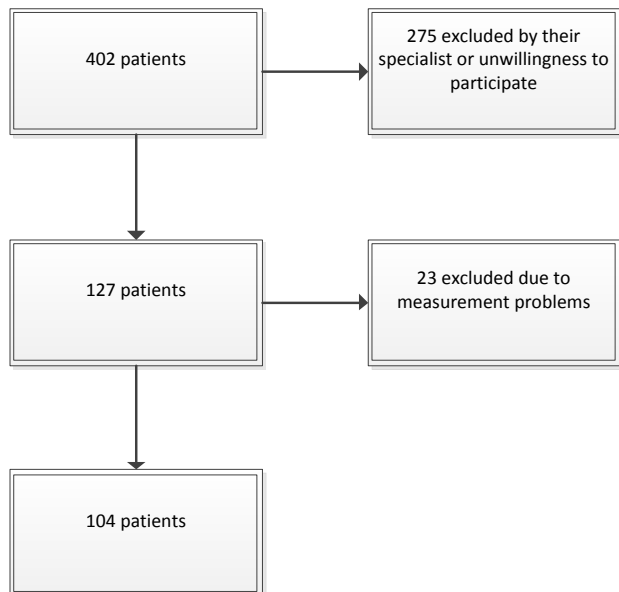 402 patients
275 excluded by their
specialist or unwillingness to
participate
127 patients
23 excluded due to
measurement problems
104 patients